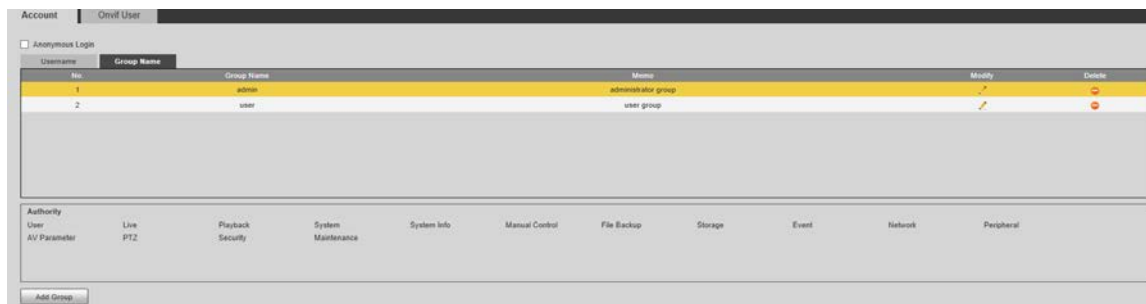 Account Onvif User
Anonymous Login
Username Group Name
No. Group Name Memo Modify Delete
1 admin administrator group
2 user user group
Authority
User Live Playback System System Info Manual Control File Backup Storage Event Network Peripheral
AV Parameter PTZ Security Maintenance
Add Group